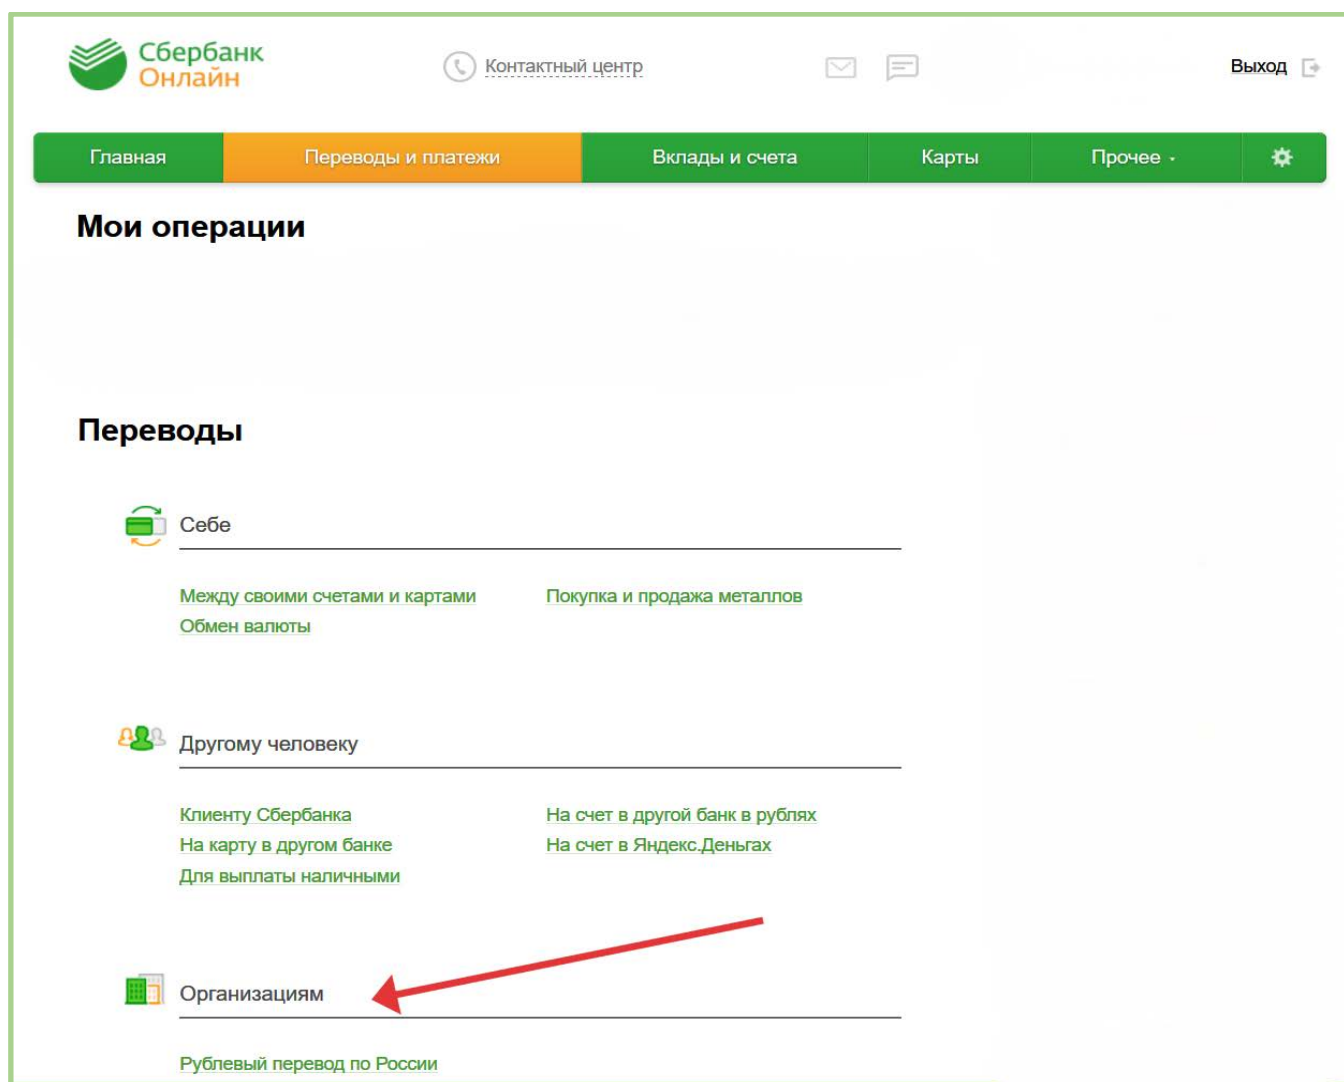 Сбербанк
Онлайн
Контактный центр
Выход
Главная Переводы и платежи Вклады и счета Карты Прочее
Мои операции
Переводы
Себе
Между своими счетами и картами Покупка и продажа металлов
Обмен валюты
Другому человеку
Клиенту Сбербанка На счет в другой банк в рублях
На карту в другом банке На счет в Яндекс.Деньгах
Для выплаты наличными
Организациям
Рублевый перевод по России